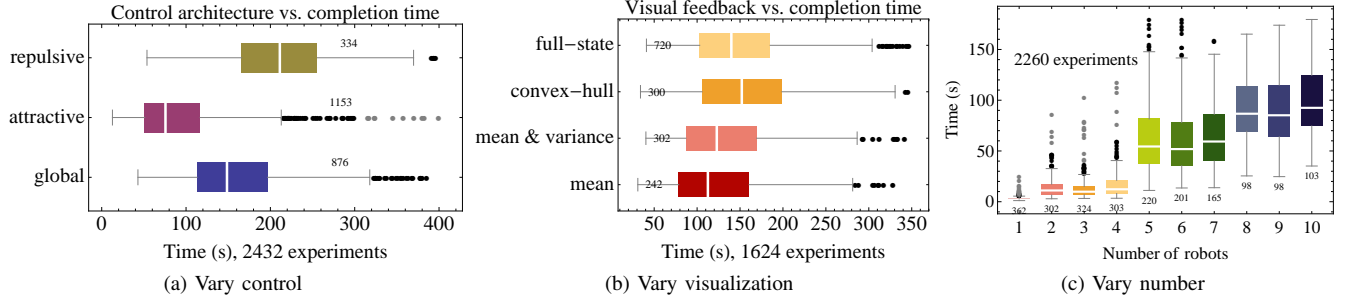 Control architecture vs. completion time
repulsive
334
attractive
1153
global
876
0 100 200 300 400
Time (s), 2432 experiments
(a) Vary control
Visual feedback vs. completion time
full-state
720
convex-hull
300
mean & variance
302
mean
242
50 100 150 200 250 300 350
Time (s), 1624 experiments
(b) Vary visualization
Time (s)
150
100
50
0
2260 experiments
362 302 324 303 220 201 165 98 98 103
1 2 3 4 5 6 7 8 9 10
Number of robots
(c) Vary number